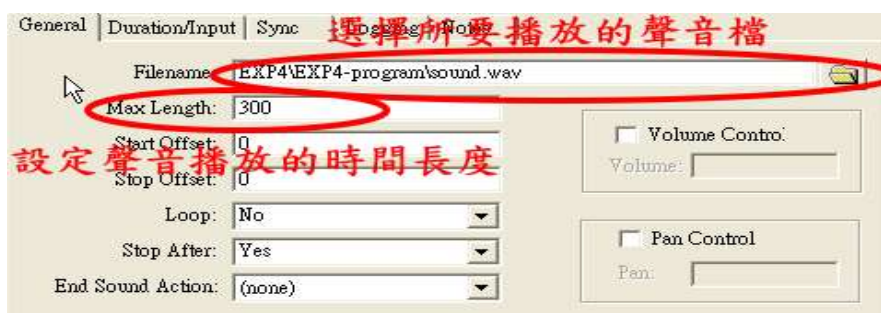 General Duration/Input Sync Logging Notes
選擇所要播放的聲音檔
Filename: EXP4\EXP4-program\sound.wav
Max Length: 300
Start Offset: 0
設定聲音播放的時間長度
Stop Offset: 0
Loop: No
Stop After: Yes
End Sound Action: (none)
Volume Control
Volume:
Pan Control
Pan: